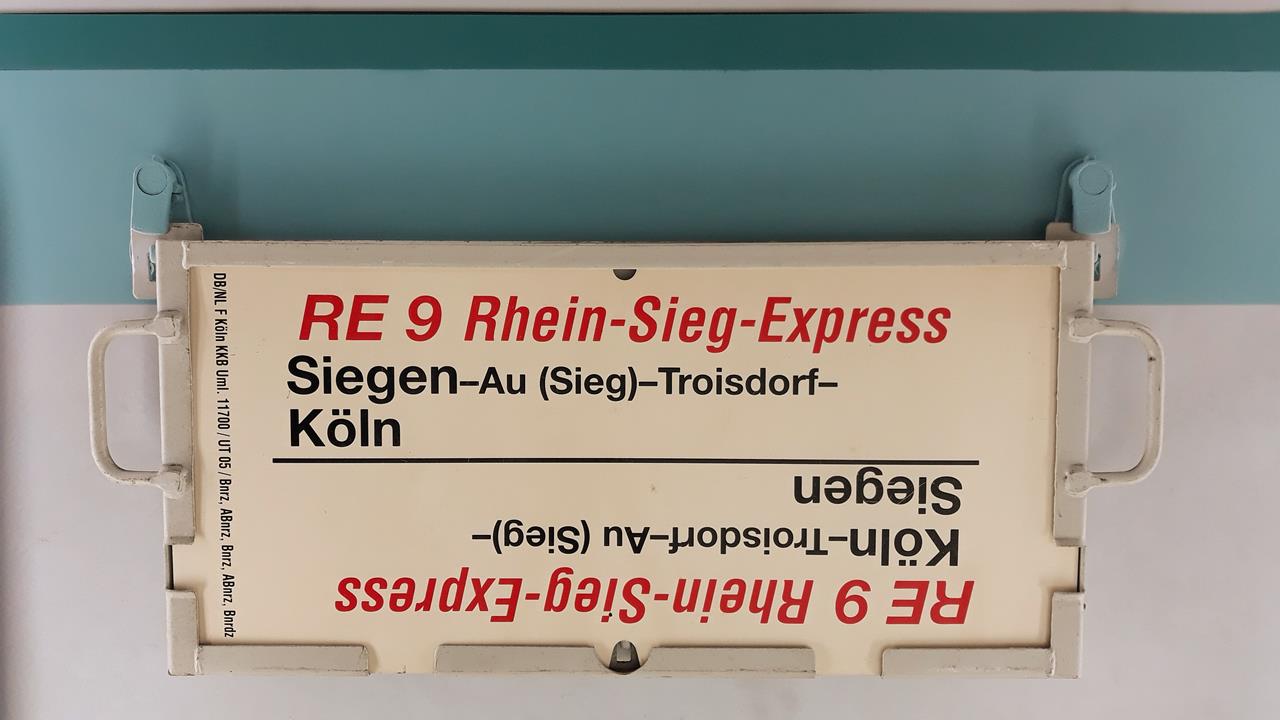 RE 9 Rhein-Sieg-Express
Siegen–Au (Sieg)–Troisdorf–
Köln
RE 9 Rhein-Sieg-Express
Köln–Troisdorf–Au (Sieg)–
Siegen
DB/NL F Köln KKB Uml. 11700 / UT 05 / Bnrz, ABnrz, Bnrz, ABnrz, Bnrdz